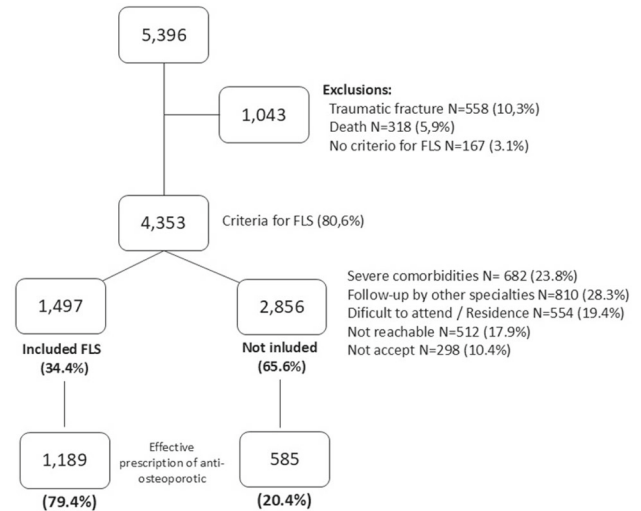 5,396
1,043
Exclusions:
Traumatic fracture N=558 (10,3%)
Death N=318 (5,9%)
No criterio for FLS N=167 (3.1%)
4,353
Criteria for FLS (80,6%)
1,497
Included FLS
(34.4%)
2,856
Not inluded
(65.6%)
Severe comorbidities N= 682 (23.8%)
Follow-up by other specialties N=810 (28.3%)
Dificult to attend / Residence N=554 (19.4%)
Not reachable N=512 (17.9%)
Not accept N=298 (10.4%)
1,189
(79.4%)
Effective
prescription of anti-
osteoporotic
585
(20.4%)